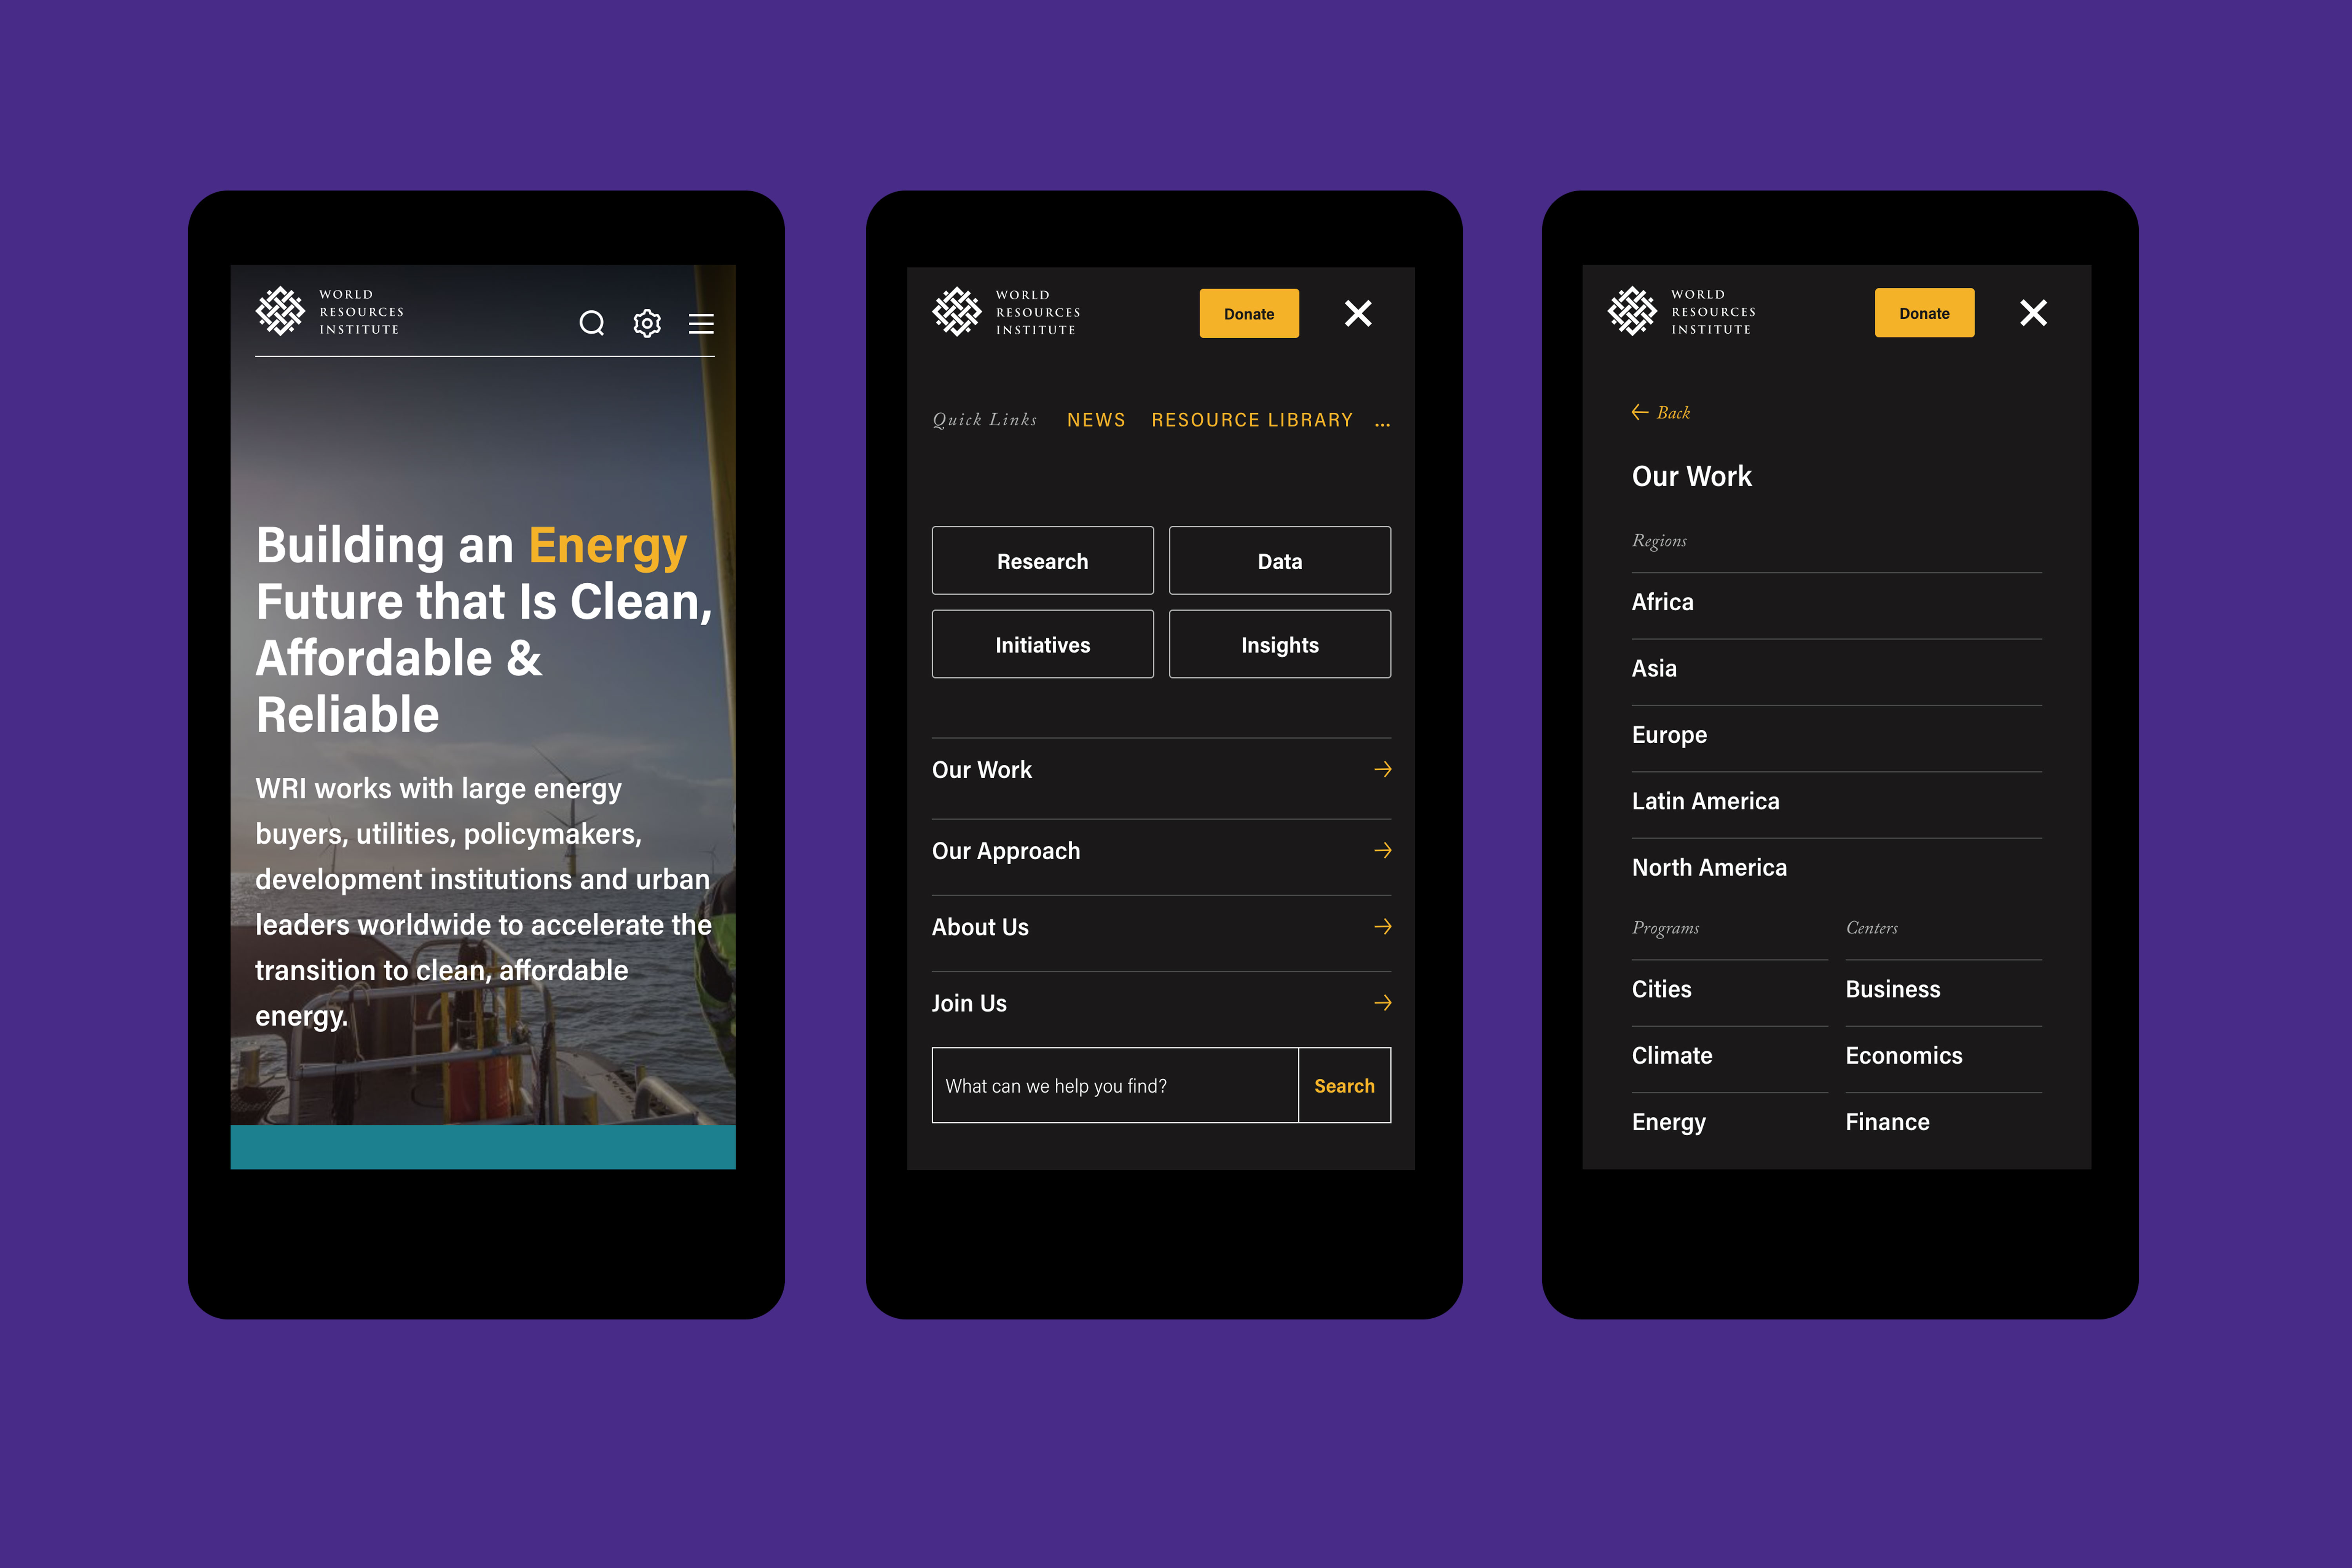 WORLD
RESOURCES
INSTITUTE
Building an Energy
Future that Is Clean,
Affordable &
Reliable
WRI works with large energy
buyers, utilities, policymakers,
development institutions and urban
leaders worldwide to accelerate the
transition to clean, affordable
energy.
WORLD
RESOURCES
INSTITUTE
Donate
Quick Links NEWS RESOURCE LIBRARY ...
Research Data
Initiatives Insights
Our Work
Our Approach
About Us
Join Us
What can we help you find? Search
WORLD
RESOURCES
INSTITUTE
Donate
Back
Our Work
Regions
Africa
Asia
Europe
Latin America
North America
Programs Centers
Cities Business
Climate Economics
Energy Finance